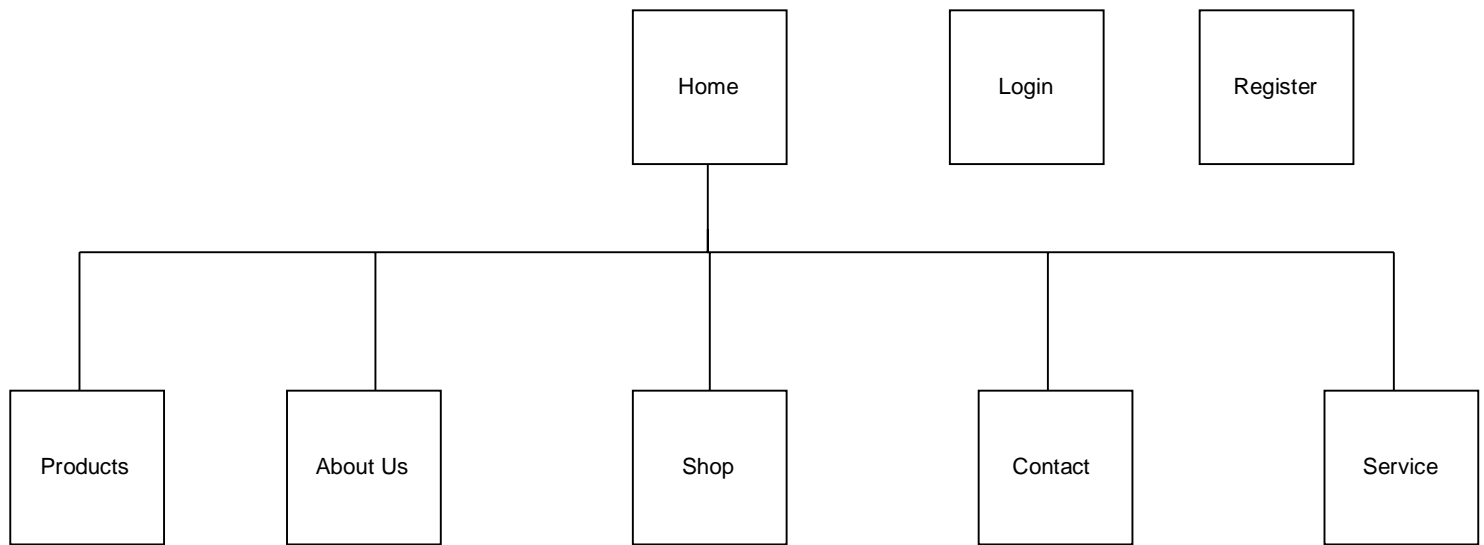 Home
Login
Register
Products
About Us
Shop
Contact
Service